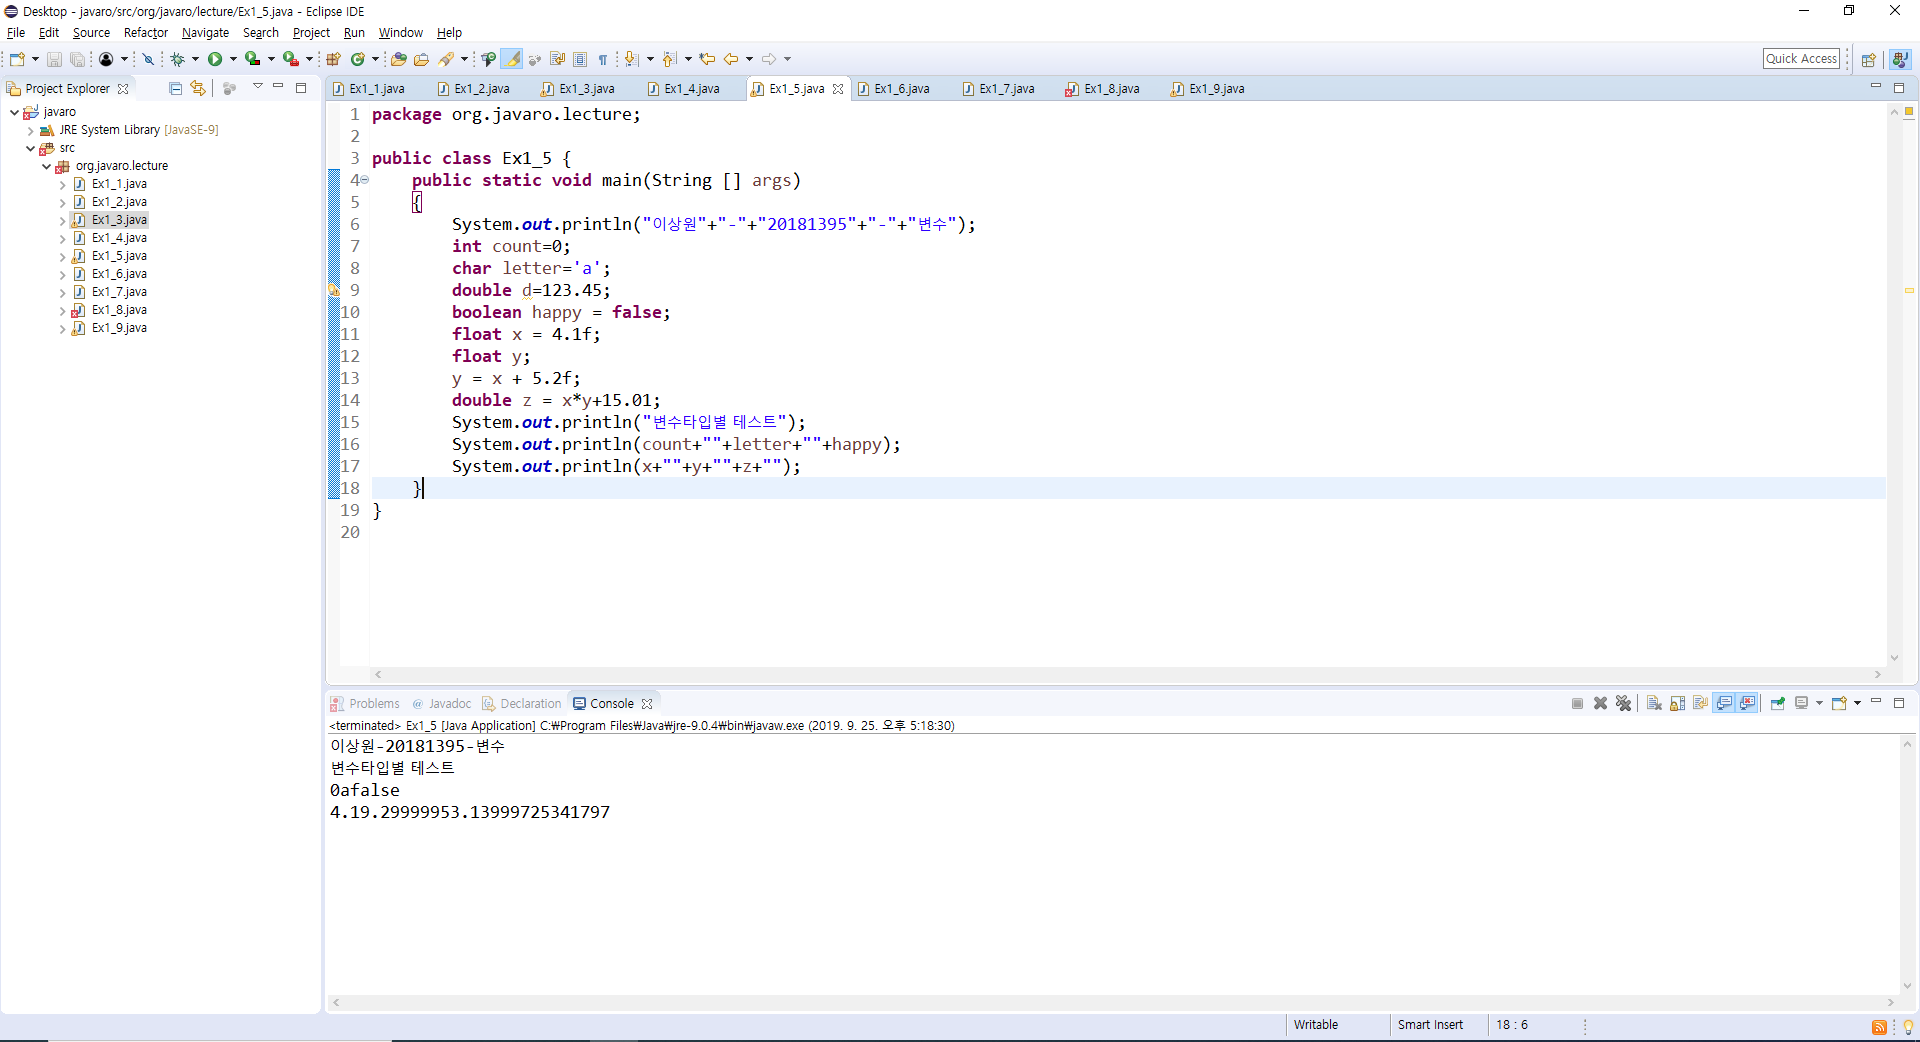 Desktop - javaro/src/org/javaro/lecture/Ex1_5.java - Eclipse IDE
File Edit Source Refactor Navigate Search Project Run Window Help
Quick Access
Project Explorer
javaro
JRE System Library [JavaSE-9]
src
org.javaro.lecture
Ex1_1.java
Ex1_2.java
Ex1_3.java
Ex1_4.java
Ex1_5.java
Ex1_6.java
Ex1_7.java
Ex1_8.java
Ex1_9.java
Ex1_1.java Ex1_2.java Ex1_3.java Ex1_4.java Ex1_5.java Ex1_6.java Ex1_7.java Ex1_8.java Ex1_9.java
1 package org.javaro.lecture;
2
3 public class Ex1_5 {
4 public static void main(String [] args)
5 {
6 System.out.println("이상원"+"-"+"20181395"+"-"+"변수");
7 int count=0;
8 char letter='a';
9 double d=123.45;
10 boolean happy = false;
11 float x = 4.1f;
12 float y;
13 y = x + 5.2f;
14 double z = x*y+15.01;
15 System.out.println("변수타입별 테스트");
16 System.out.println(count+""+letter+""+happy);
17 System.out.println(x+""+y+""+z+"");
18 }
19 }
20
Problems @ Javadoc Declaration Console
<terminated> Ex1_5 [Java Application] C:₩Program Files₩Java₩jre-9.0.4₩bin₩javaw.exe (2019. 9. 25. 오후 5:18:30)
이상원-20181395-변수
변수타입별 테스트
0afalse
4.19.29999953.13999725341797
Writable Smart Insert 18 : 6